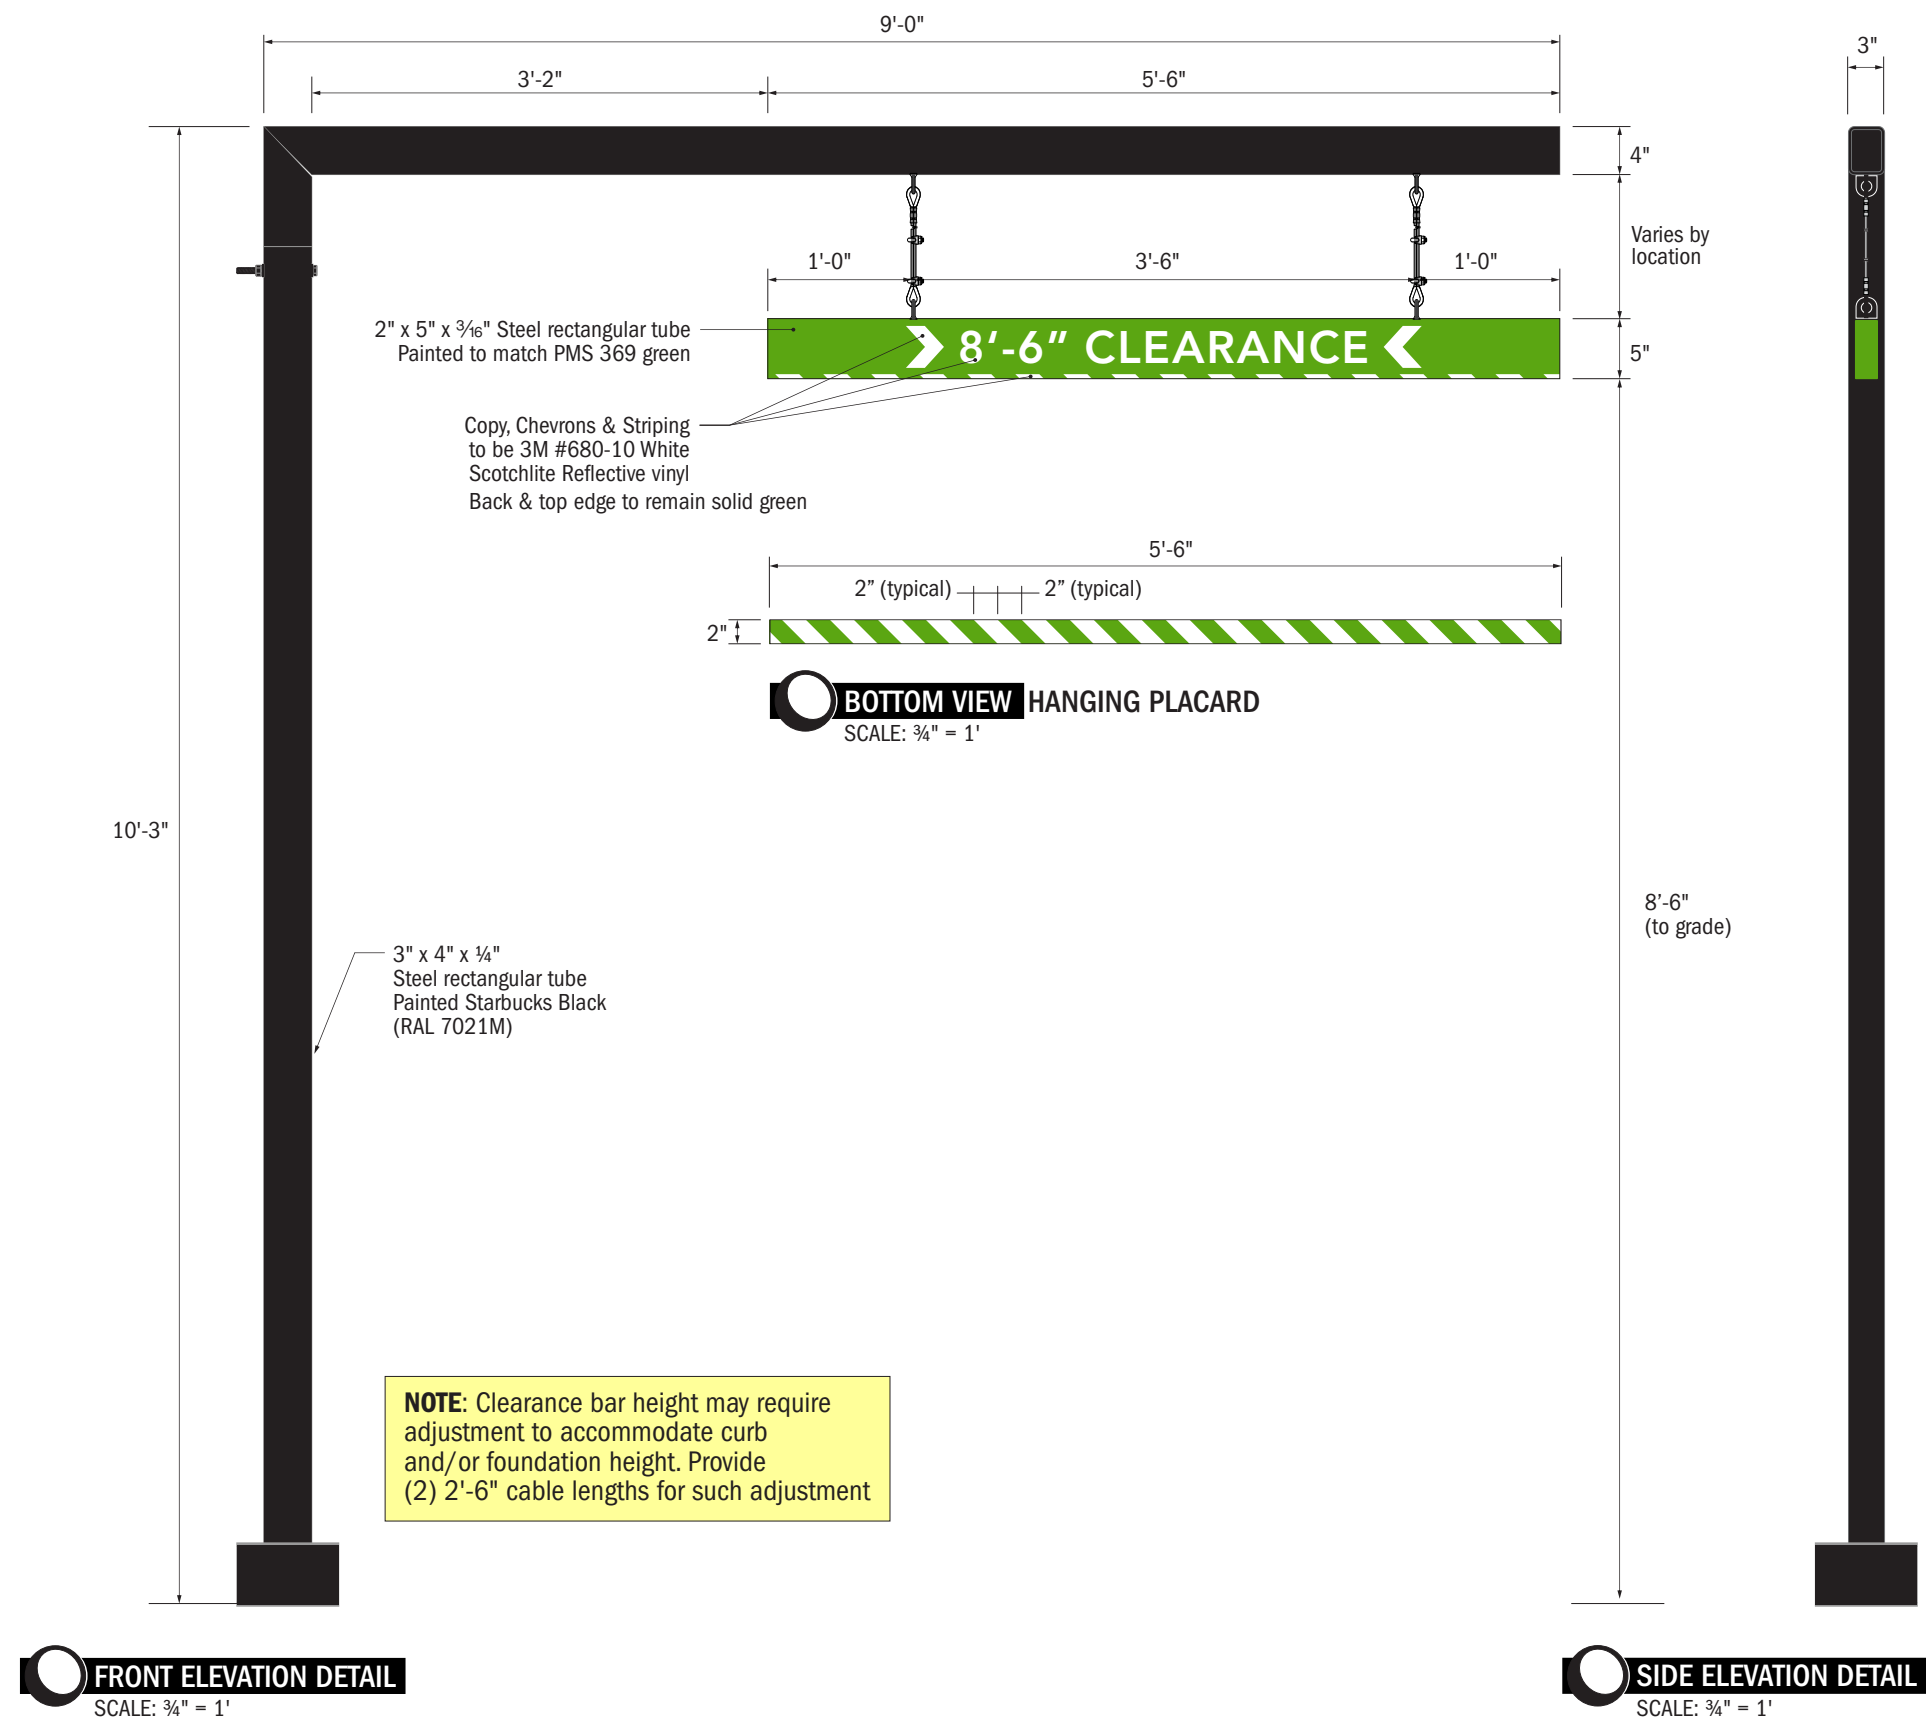 9'-0"
3"
3'-2"
5'-6"
4"
Varies by
location
1'-0"
3'-6"
1'-0"
2" x 5" x 3⁄16" Steel rectangular tube
Painted to match PMS 369 green
8‘-6” CLEARANCE
5"
Copy, Chevrons & Striping
to be 3M #680-10 White
Scotchlite Reflective vinyl
Back & top edge to remain solid green
5'-6"
2” (typical)
2” (typical)
2"
BOTTOM VIEW HANGING PLACARD
SCALE: ¾" = 1'
10'-3"
8’-6"
(to grade)
3" x 4" x ¼"
Steel rectangular tube
Painted Starbucks Black
(RAL 7021M)
NOTE: Clearance bar height may require
adjustment to accommodate curb
and/or foundation height. Provide
(2) 2'-6" cable lengths for such adjustment
FRONT ELEVATION DETAIL
SCALE: ¾" = 1'
SIDE ELEVATION DETAIL
SCALE: ¾" = 1'